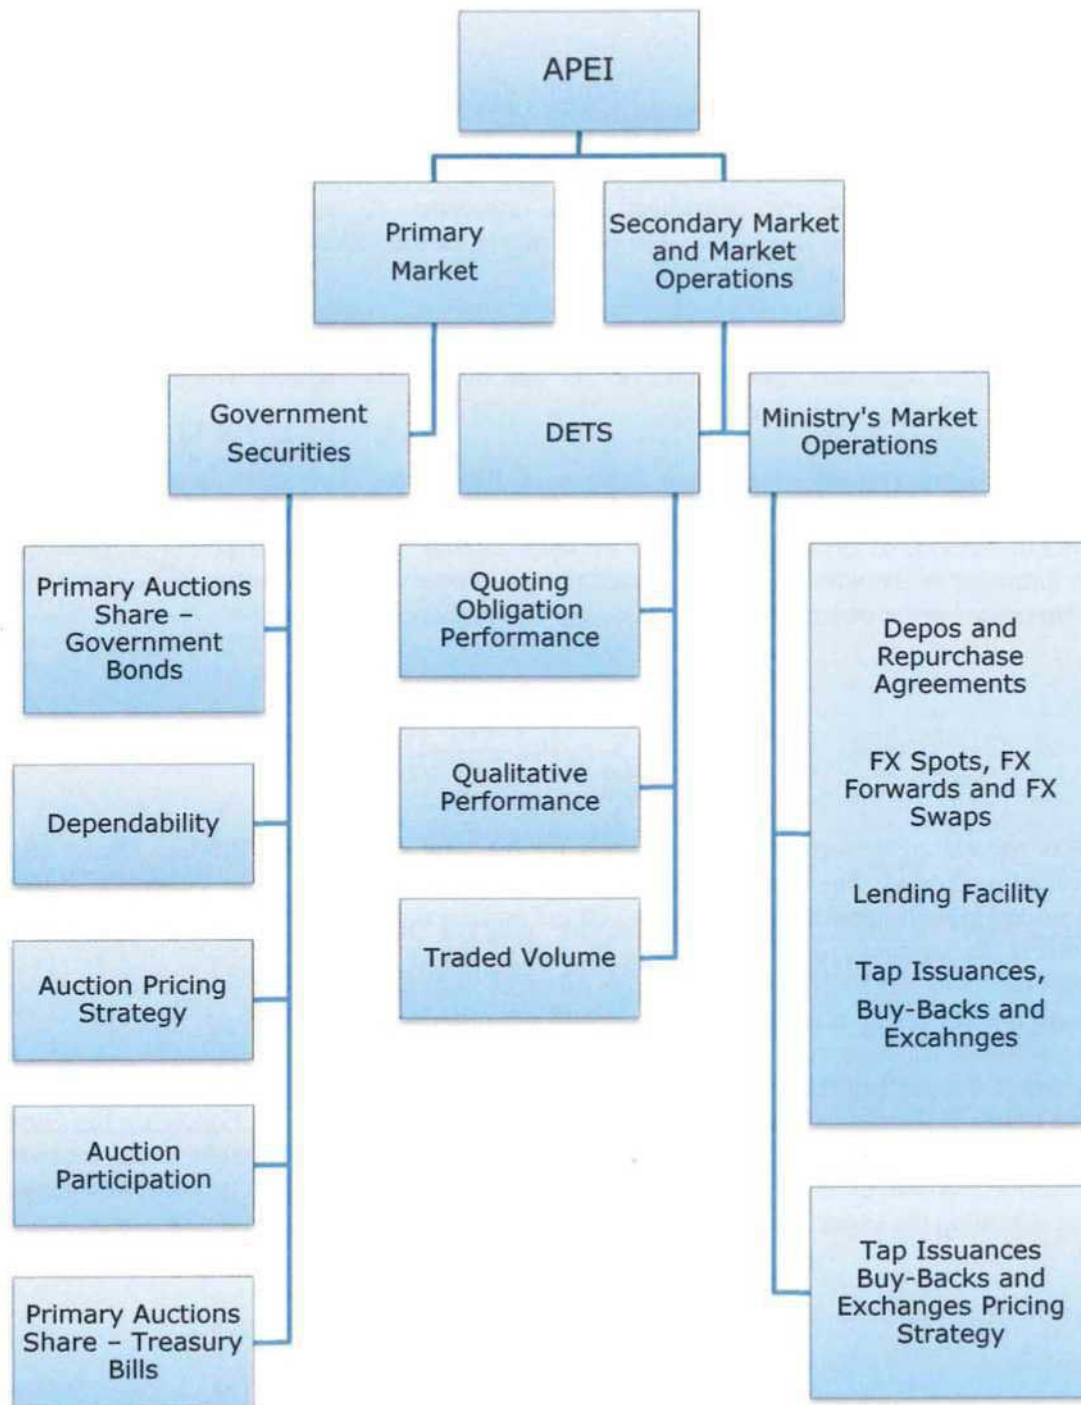 APEI
Primary
Market
Secondary Market
and Market
Operations
Government
Securities
DETS
Ministry's Market
Operations
Primary Auctions
Share –
Government
Bonds
Dependability
Auction Pricing
Strategy
Auction
Participation
Primary Auctions
Share – Treasury
Bills
Quoting
Obligation
Performance
Qualitative
Performance
Traded Volume
Depos and
Repurchase
Agreements
FX Spots, FX
Forwards and FX
Swaps
Lending Facility
Tap Issuances,
Buy-Backs and
Excahnges
Tap Issuances
Buy-Backs and
Exchanges Pricing
Strategy